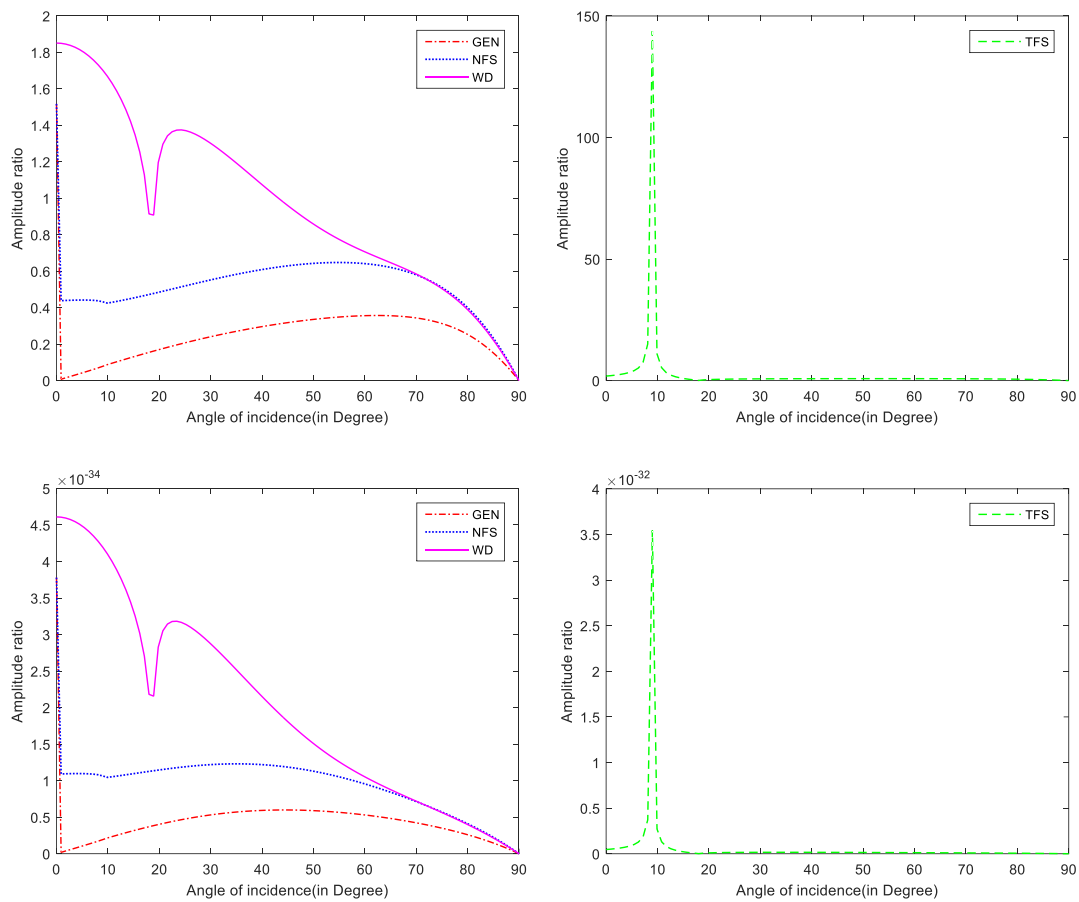 2
1.8
1.6
1.4
1.2
1
0.8
0.6
0.4
0.2
0
Amplitude ratio
GEN
NFS
WD
0 10 20 30 40 50 60 70 80 90
Angle of incidence(in Degree)
150
100
50
0
Amplitude ratio
TFS
0 10 20 30 40 50 60 70 80 90
Angle of incidence(in Degree)
×10-34
5
4.5
4
3.5
3
2.5
2
1.5
1
0.5
0
Amplitude ratio
GEN
NFS
WD
0 10 20 30 40 50 60 70 80 90
Angle of incidence(in Degree)
×10-32
4
3.5
3
2.5
2
1.5
1
0.5
0
Amplitude ratio
TFS
0 10 20 30 40 50 60 70 80 90
Angle of incidence(in Degree)